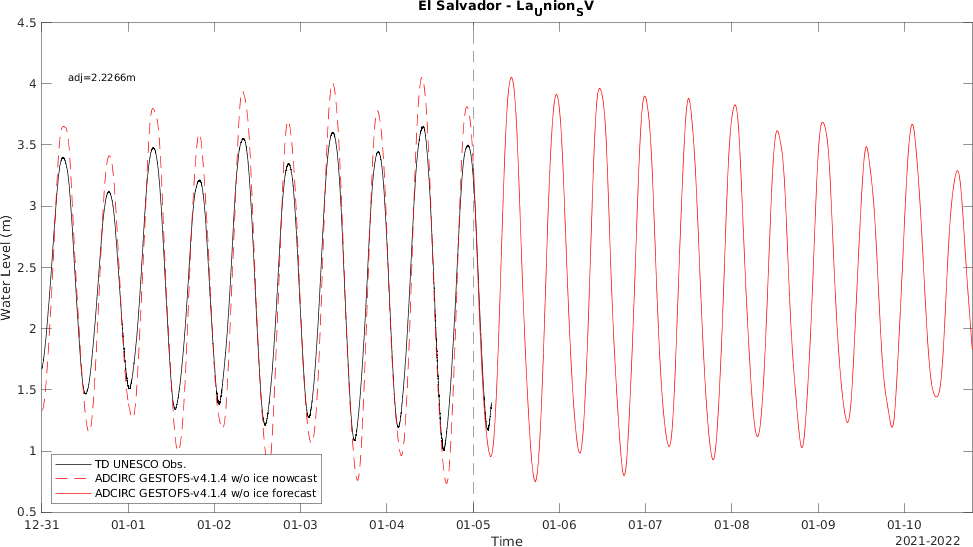 El Salvador - La_Union_SV
4.5
4
3.5
3
2.5
2
1.5
1
0.5
Water Level (m)
adj=2.2266m
TD UNESCO Obs.
ADCIRC GESTOFS-v4.1.4 w/o ice nowcast
ADCIRC GESTOFS-v4.1.4 w/o ice forecast
12-31 01-01 01-02 01-03 01-04 01-05 01-06 01-07 01-08 01-09 01-10
Time
2021-2022